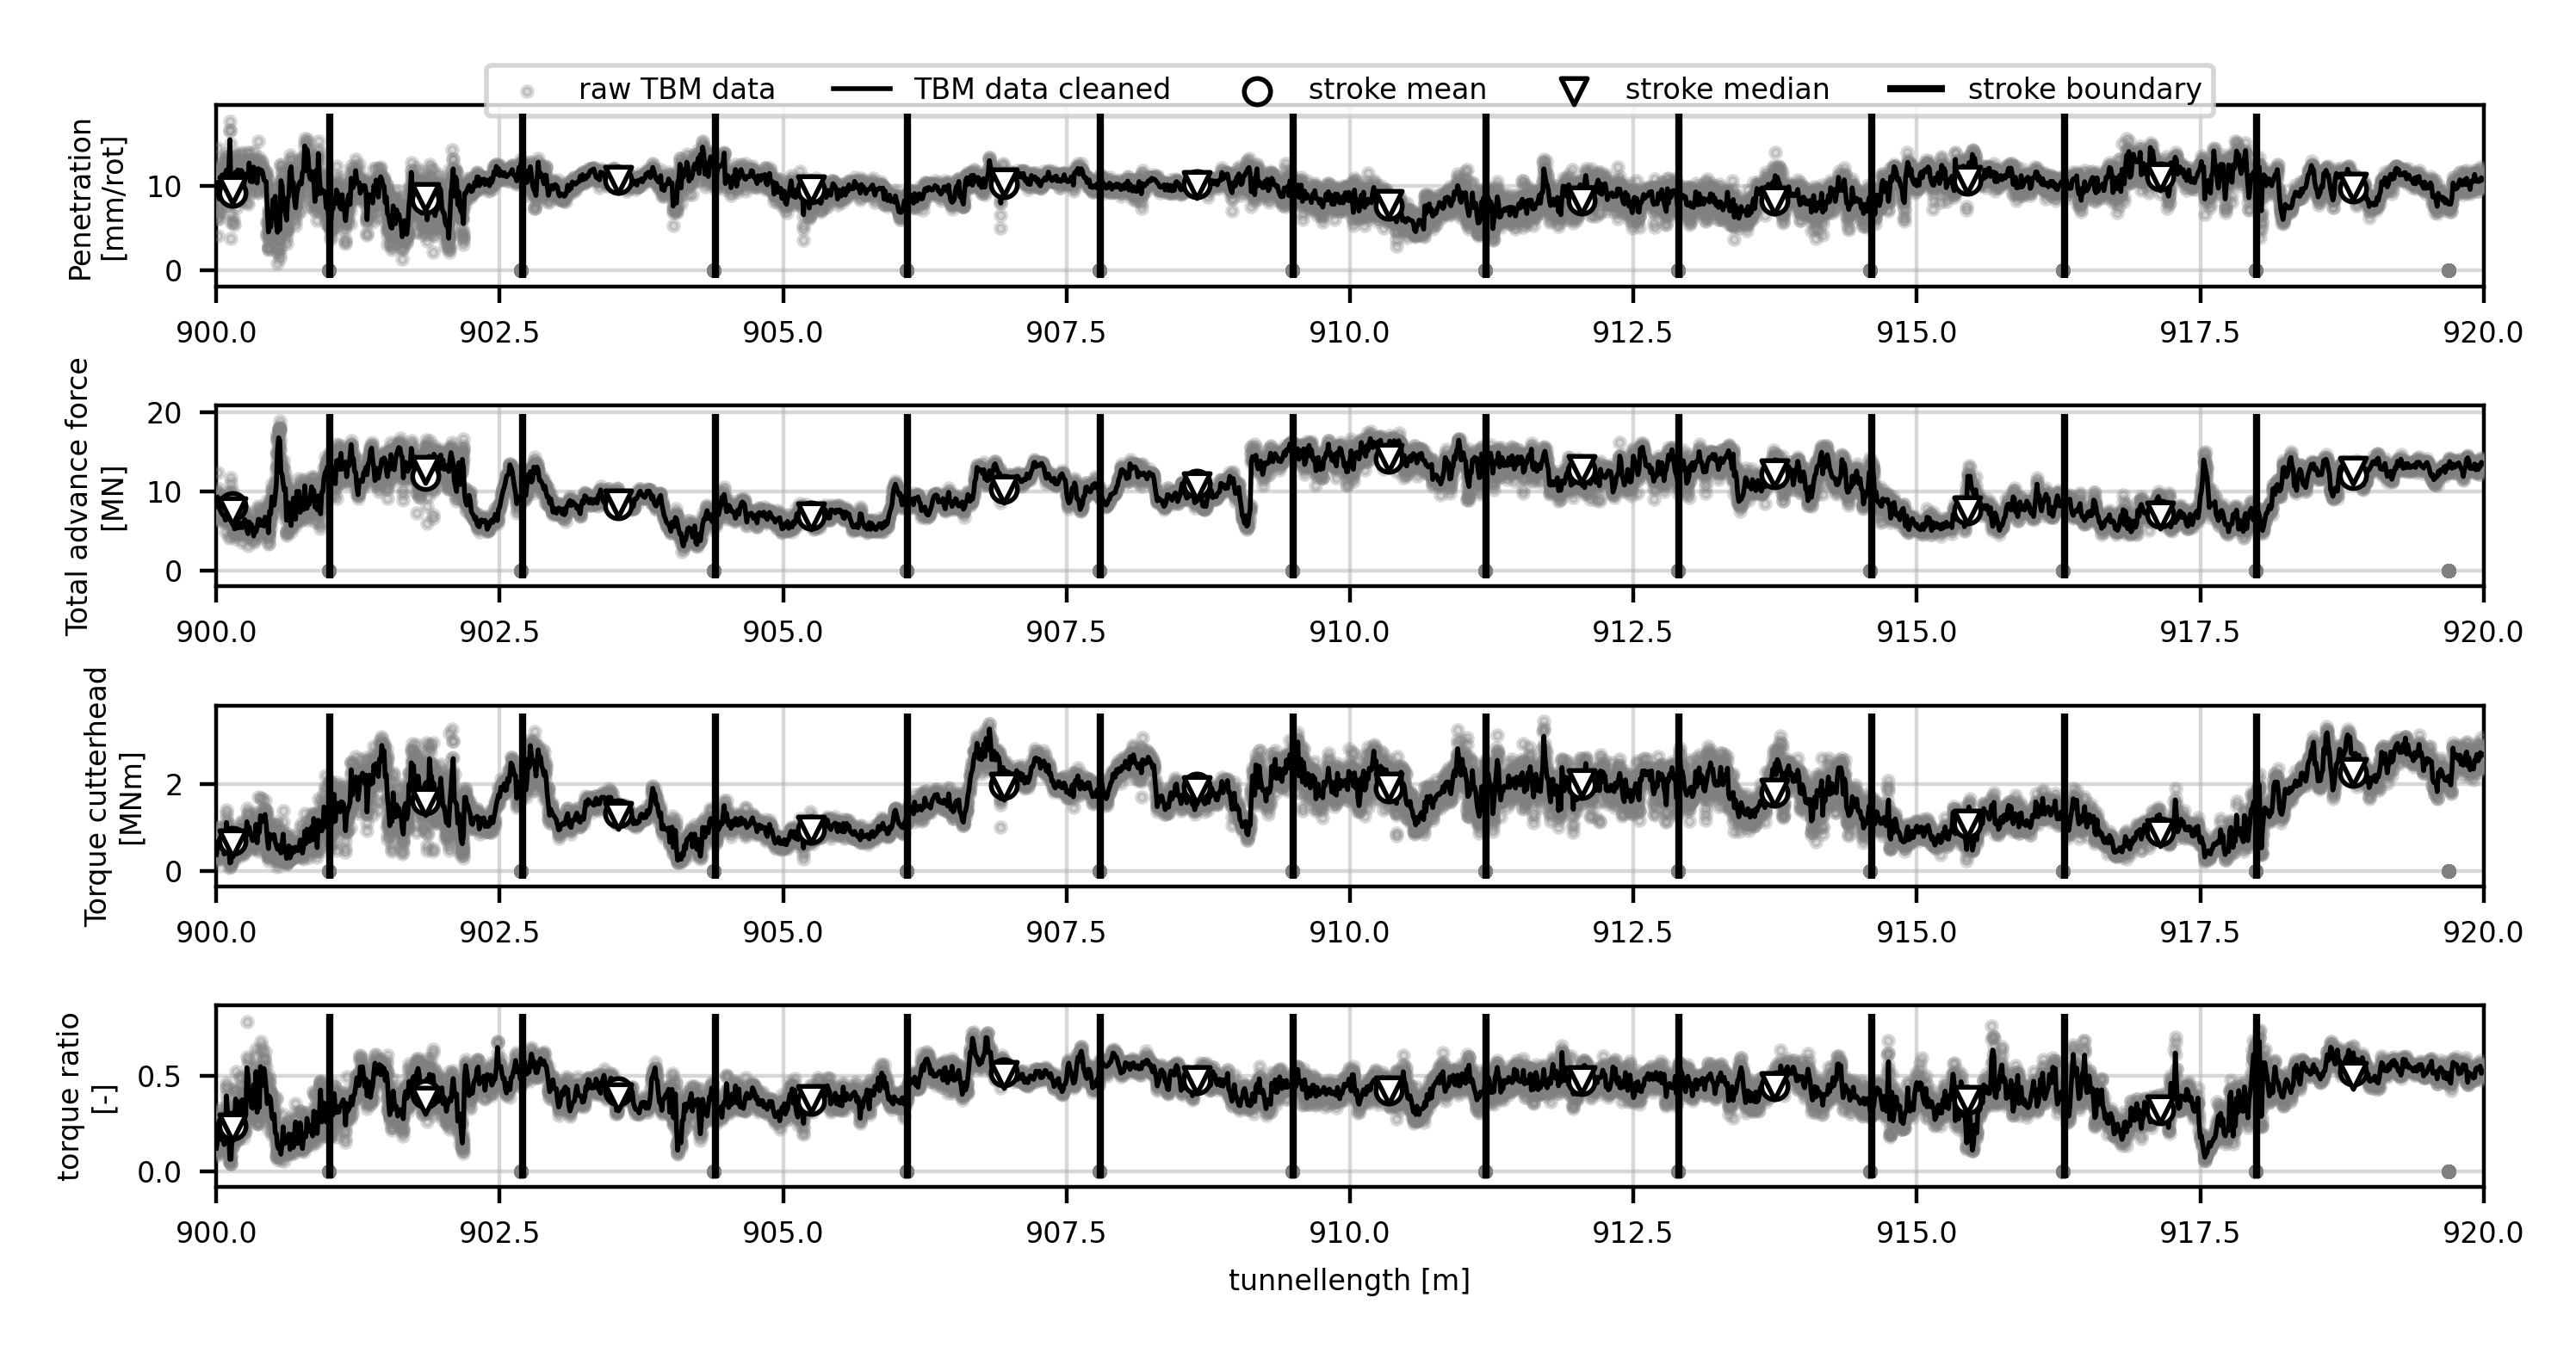 raw TBM data TBM data cleaned stroke mean stroke median stroke boundary
Penetration
[mm/rot]
10
0
900.0 902.5 905.0 907.5 910.0 912.5 915.0 917.5 920.0
Total advance force
[MN]
20
10
0
900.0 902.5 905.0 907.5 910.0 912.5 915.0 917.5 920.0
Torque cutterhead
[MNm]
2
0
900.0 902.5 905.0 907.5 910.0 912.5 915.0 917.5 920.0
torque ratio
[-]
0.5
0.0
900.0 902.5 905.0 907.5 910.0 912.5 915.0 917.5 920.0
tunnellength [m]